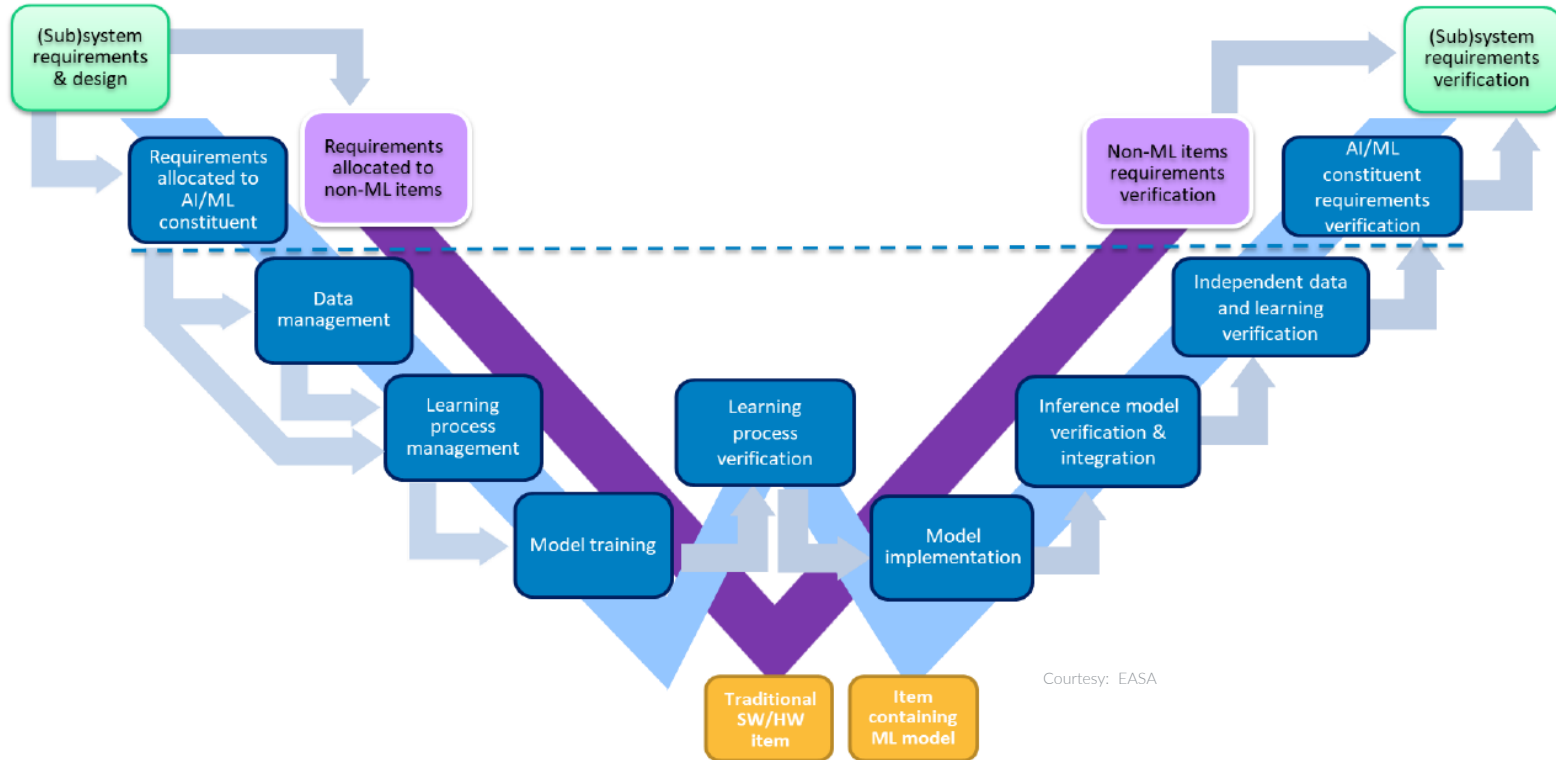 (Sub)system
requirements
& design
(Sub)system
requirements
verification
Requirements
allocated to
AI/ML
constituent
Requirements
allocated to
non-ML items
Non-ML items
requirements
verification
AI/ML
constituent
requirements
verification
Data
management
Independent data
and learning
verification
Learning
process
management
Learning
process
verification
Inference model
verification &
integration
Model training
Model
implementation
Traditional
SW/HW
item
Item
containing
ML model
Courtesy: EASA